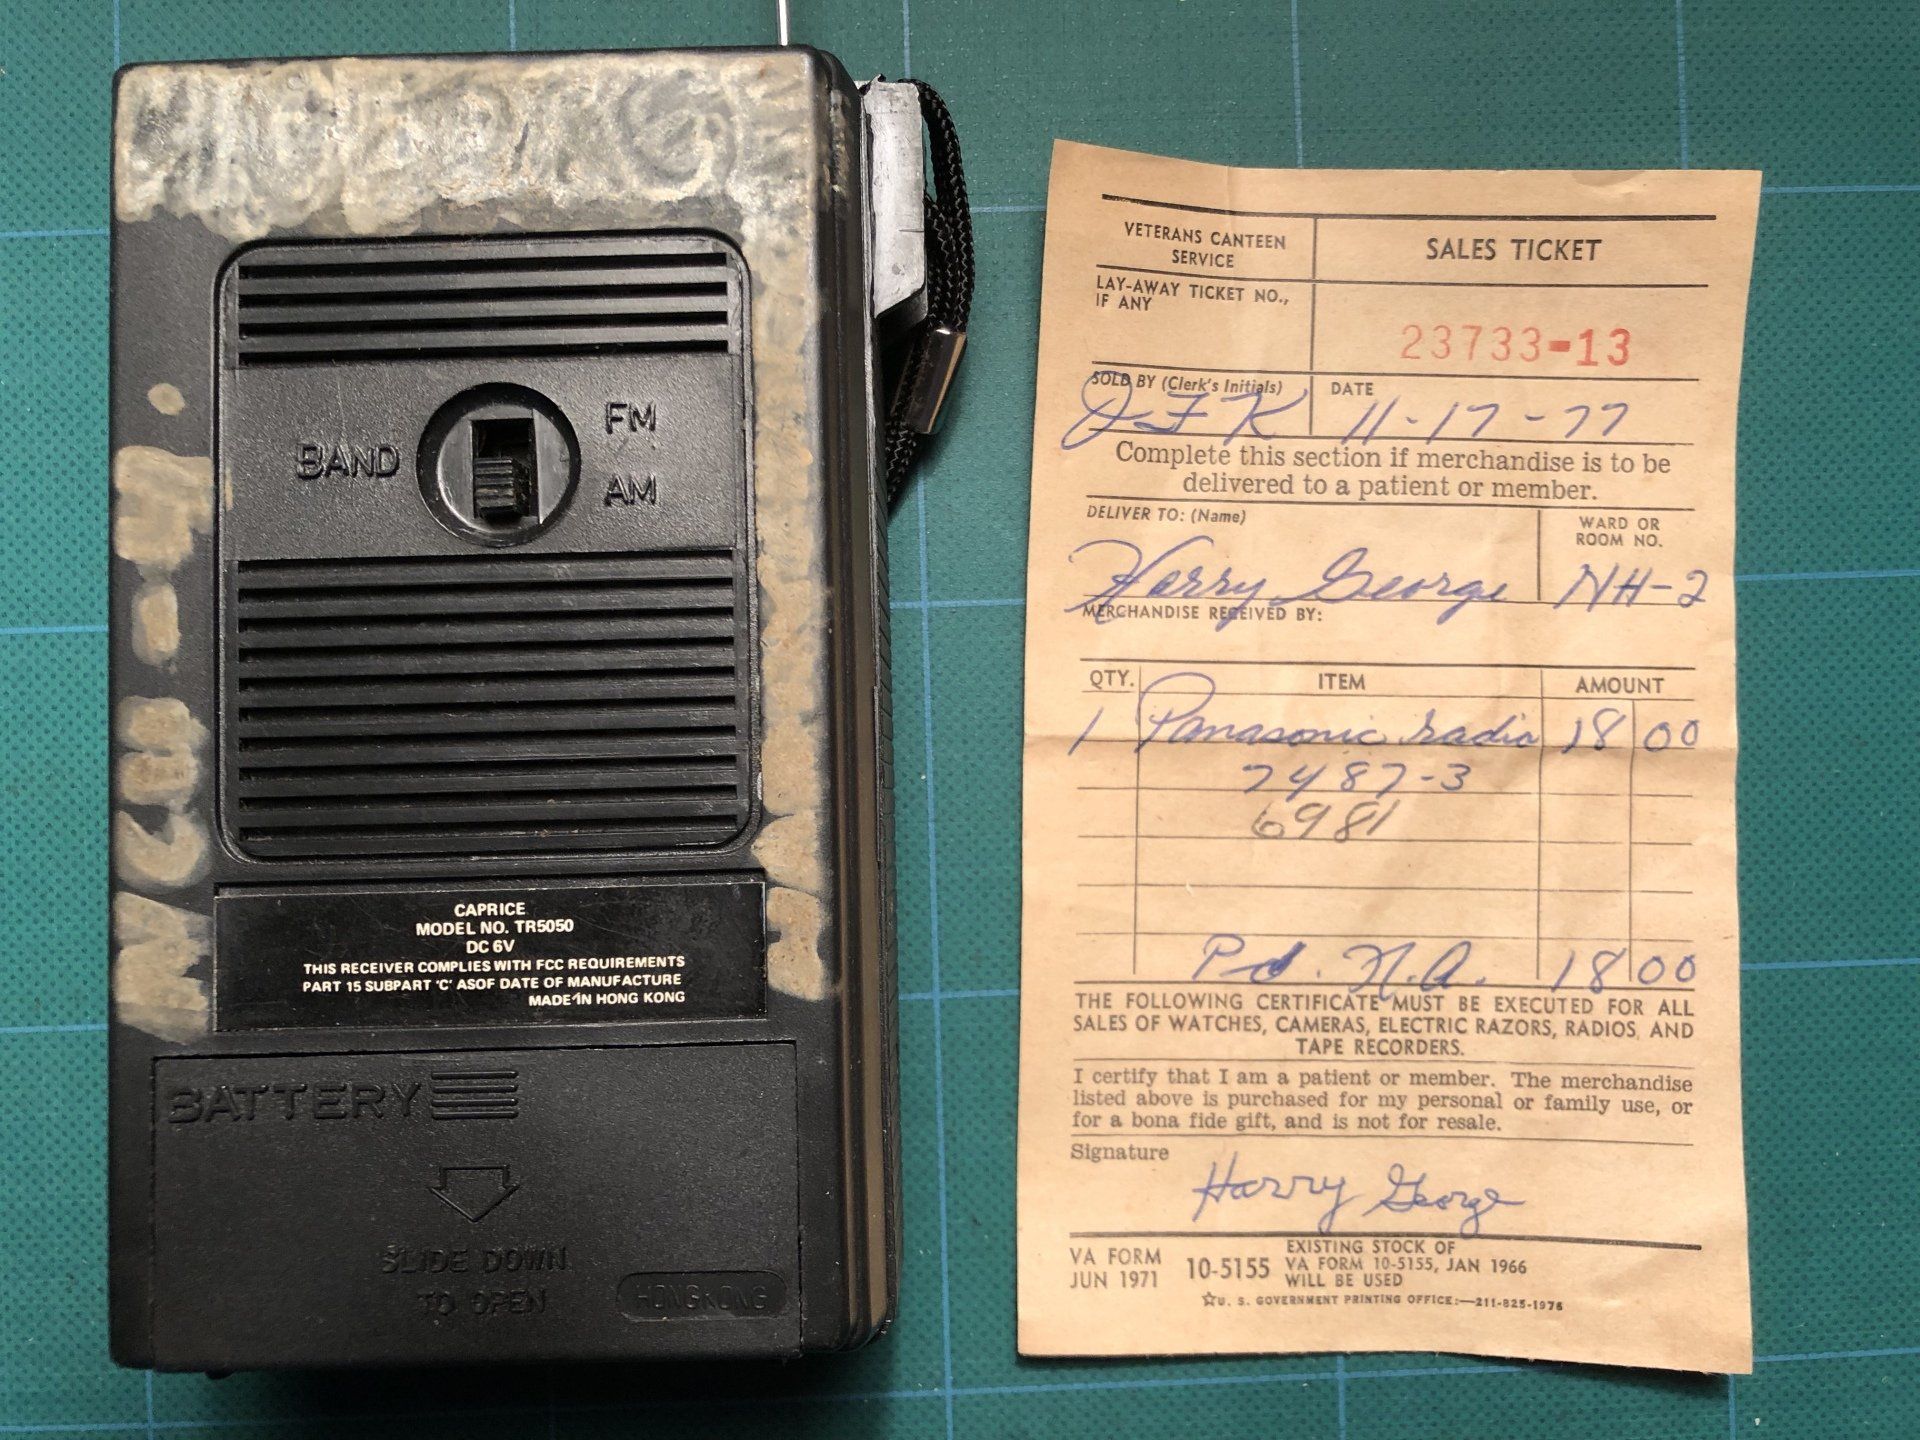 BAND
FM
AM
CAPRICE
MODEL NO. TR5050
DC 6V
THIS RECEIVER COMPLIES WITH FCC REQUIREMENTS
PART 15 SUBPART 'C' ASOF DATE OF MANUFACTURE
MADE IN HONG KONG
BATTERY
SLIDE DOWN
TO OPEN
HONGKONG
VETERANS CANTEEN
SERVICE
SALES TICKET
LAY-AWAY TICKET NO.,
IF ANY
23733-13
SOLD BY (Clerk's Initials)
DATE
JFK
11-17-77
Complete this section if merchandise is to be
delivered to a patient or member.
DELIVER TO: (Name)
WARD OR
ROOM NO.
Harry George
NH-2
MERCHANDISE RECEIVED BY:
QTY. ITEM AMOUNT
1 Panasonic radio 18 00
7487-3
6981
Pd. N.A. 18 00
THE FOLLOWING CERTIFICATE MUST BE EXECUTED FOR ALL
SALES OF WATCHES, CAMERAS, ELECTRIC RAZORS, RADIOS, AND
TAPE RECORDERS.
I certify that I am a patient or member. The merchandise
listed above is purchased for my personal or family use, or
for a bona fide gift, and is not for resale.
Signature
Harry George
VA FORM
JUN 1971
10-5155
EXISTING STOCK OF
VA FORM 10-5155, JAN 1966
WILL BE USED
☆U. S. GOVERNMENT PRINTING OFFICE:—211-825-1976